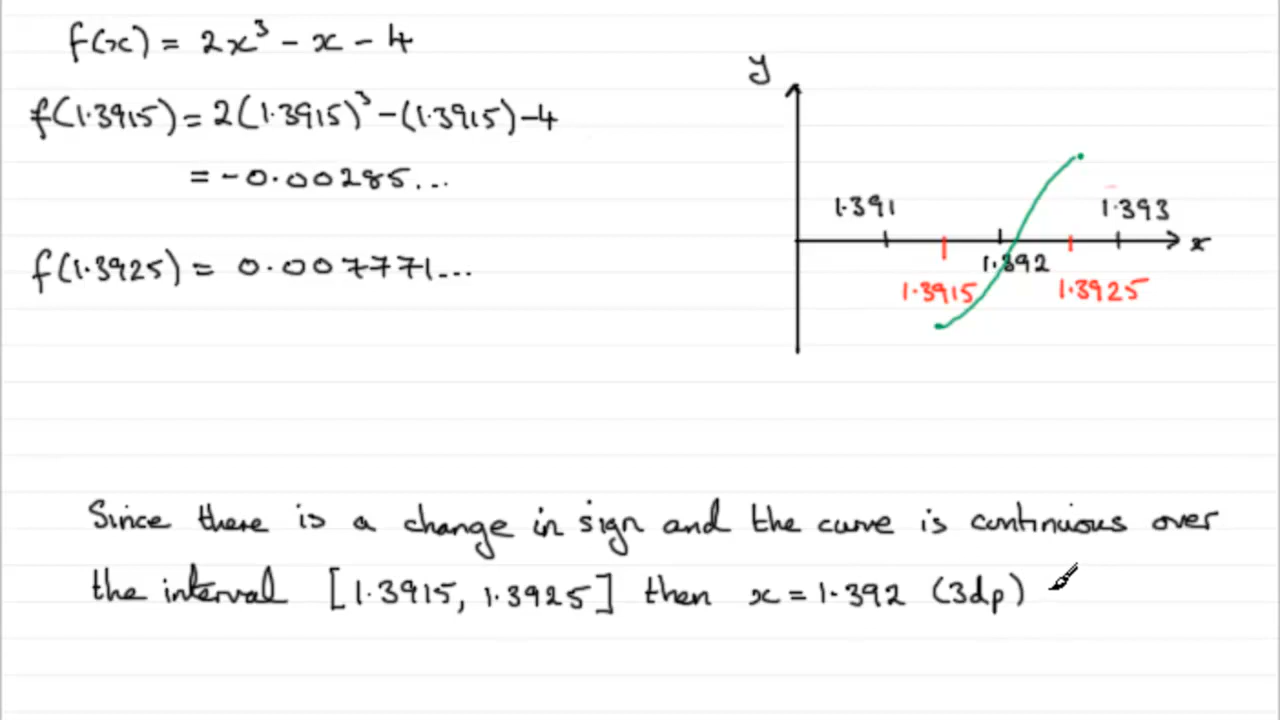 f(x) = 2x³ - x - 4
f(1.3915) = 2(1.3915)³ - (1.3915) - 4
= -0.00285...
f(1.3925) = 0.007771...
y
1.391
1.393
x
1.392
1.3915
1.3925
Since there is a change in sign and the curve is continuous over
the interval [1.3915, 1.3925] then x = 1.392 (3dp)